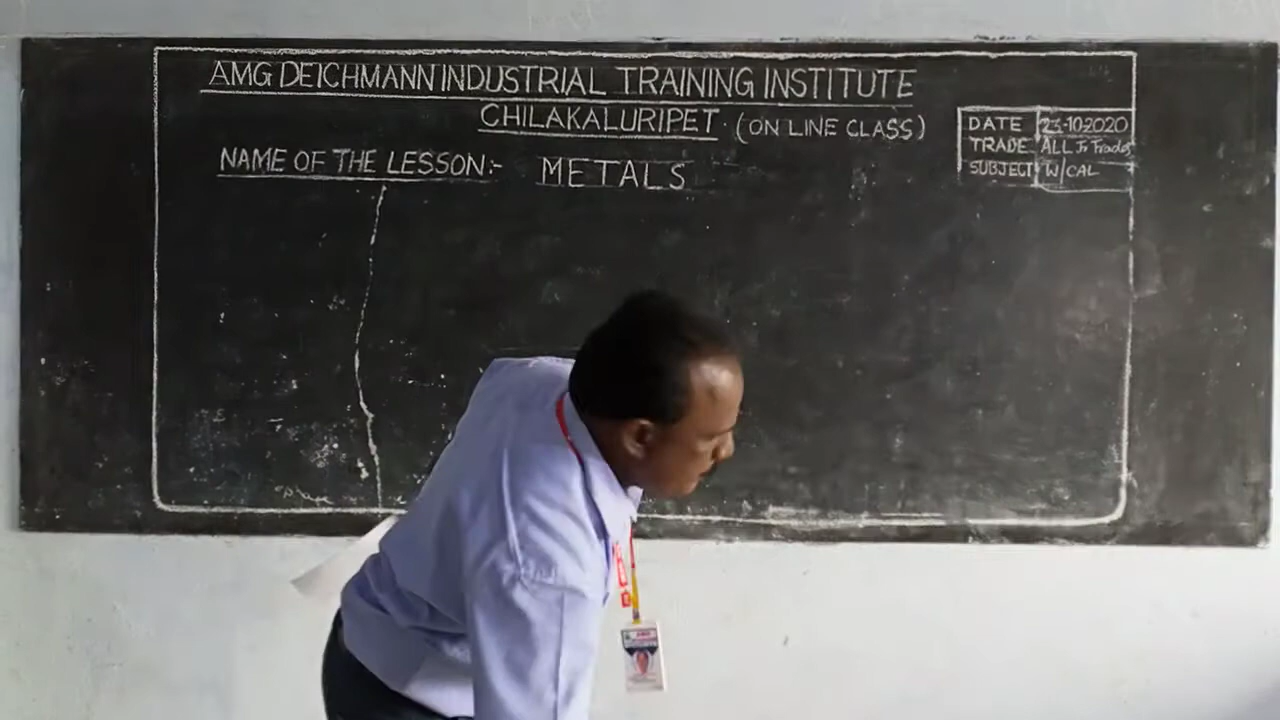 AMG DEICHMANN INDUSTRIAL TRAINING INSTITUTE
CHILAKALURIPET. (ON LINE CLASS)
DATE 23-10-2020
TRADE ALL Jr Trades
SUBJECT W/CAL
NAME OF THE LESSON:- METALS